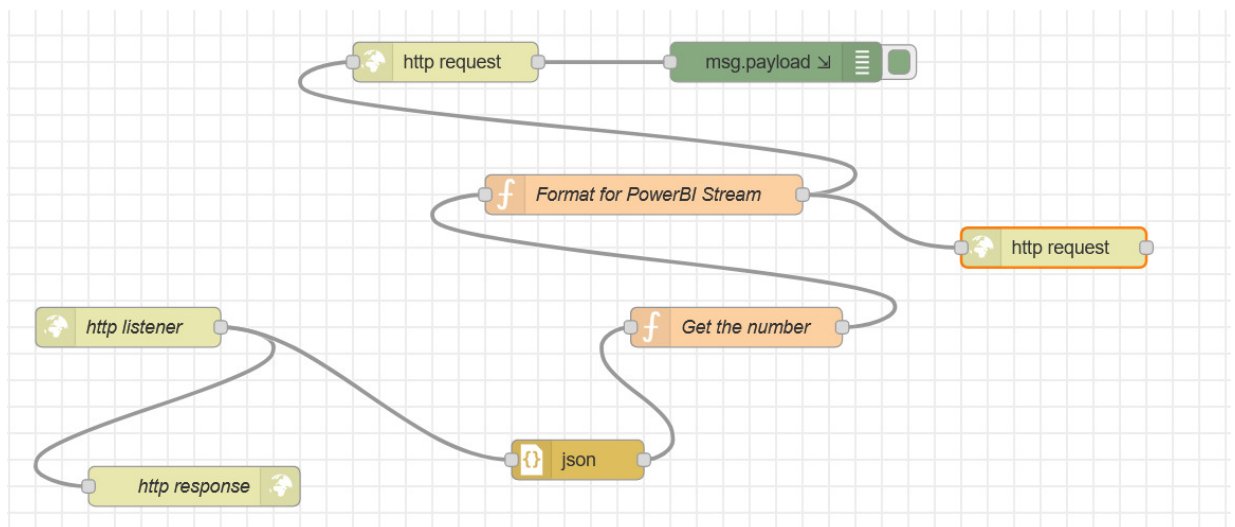 http request
msg.payload
Format for PowerBI Stream
http request
http listener
Get the number
json
http response